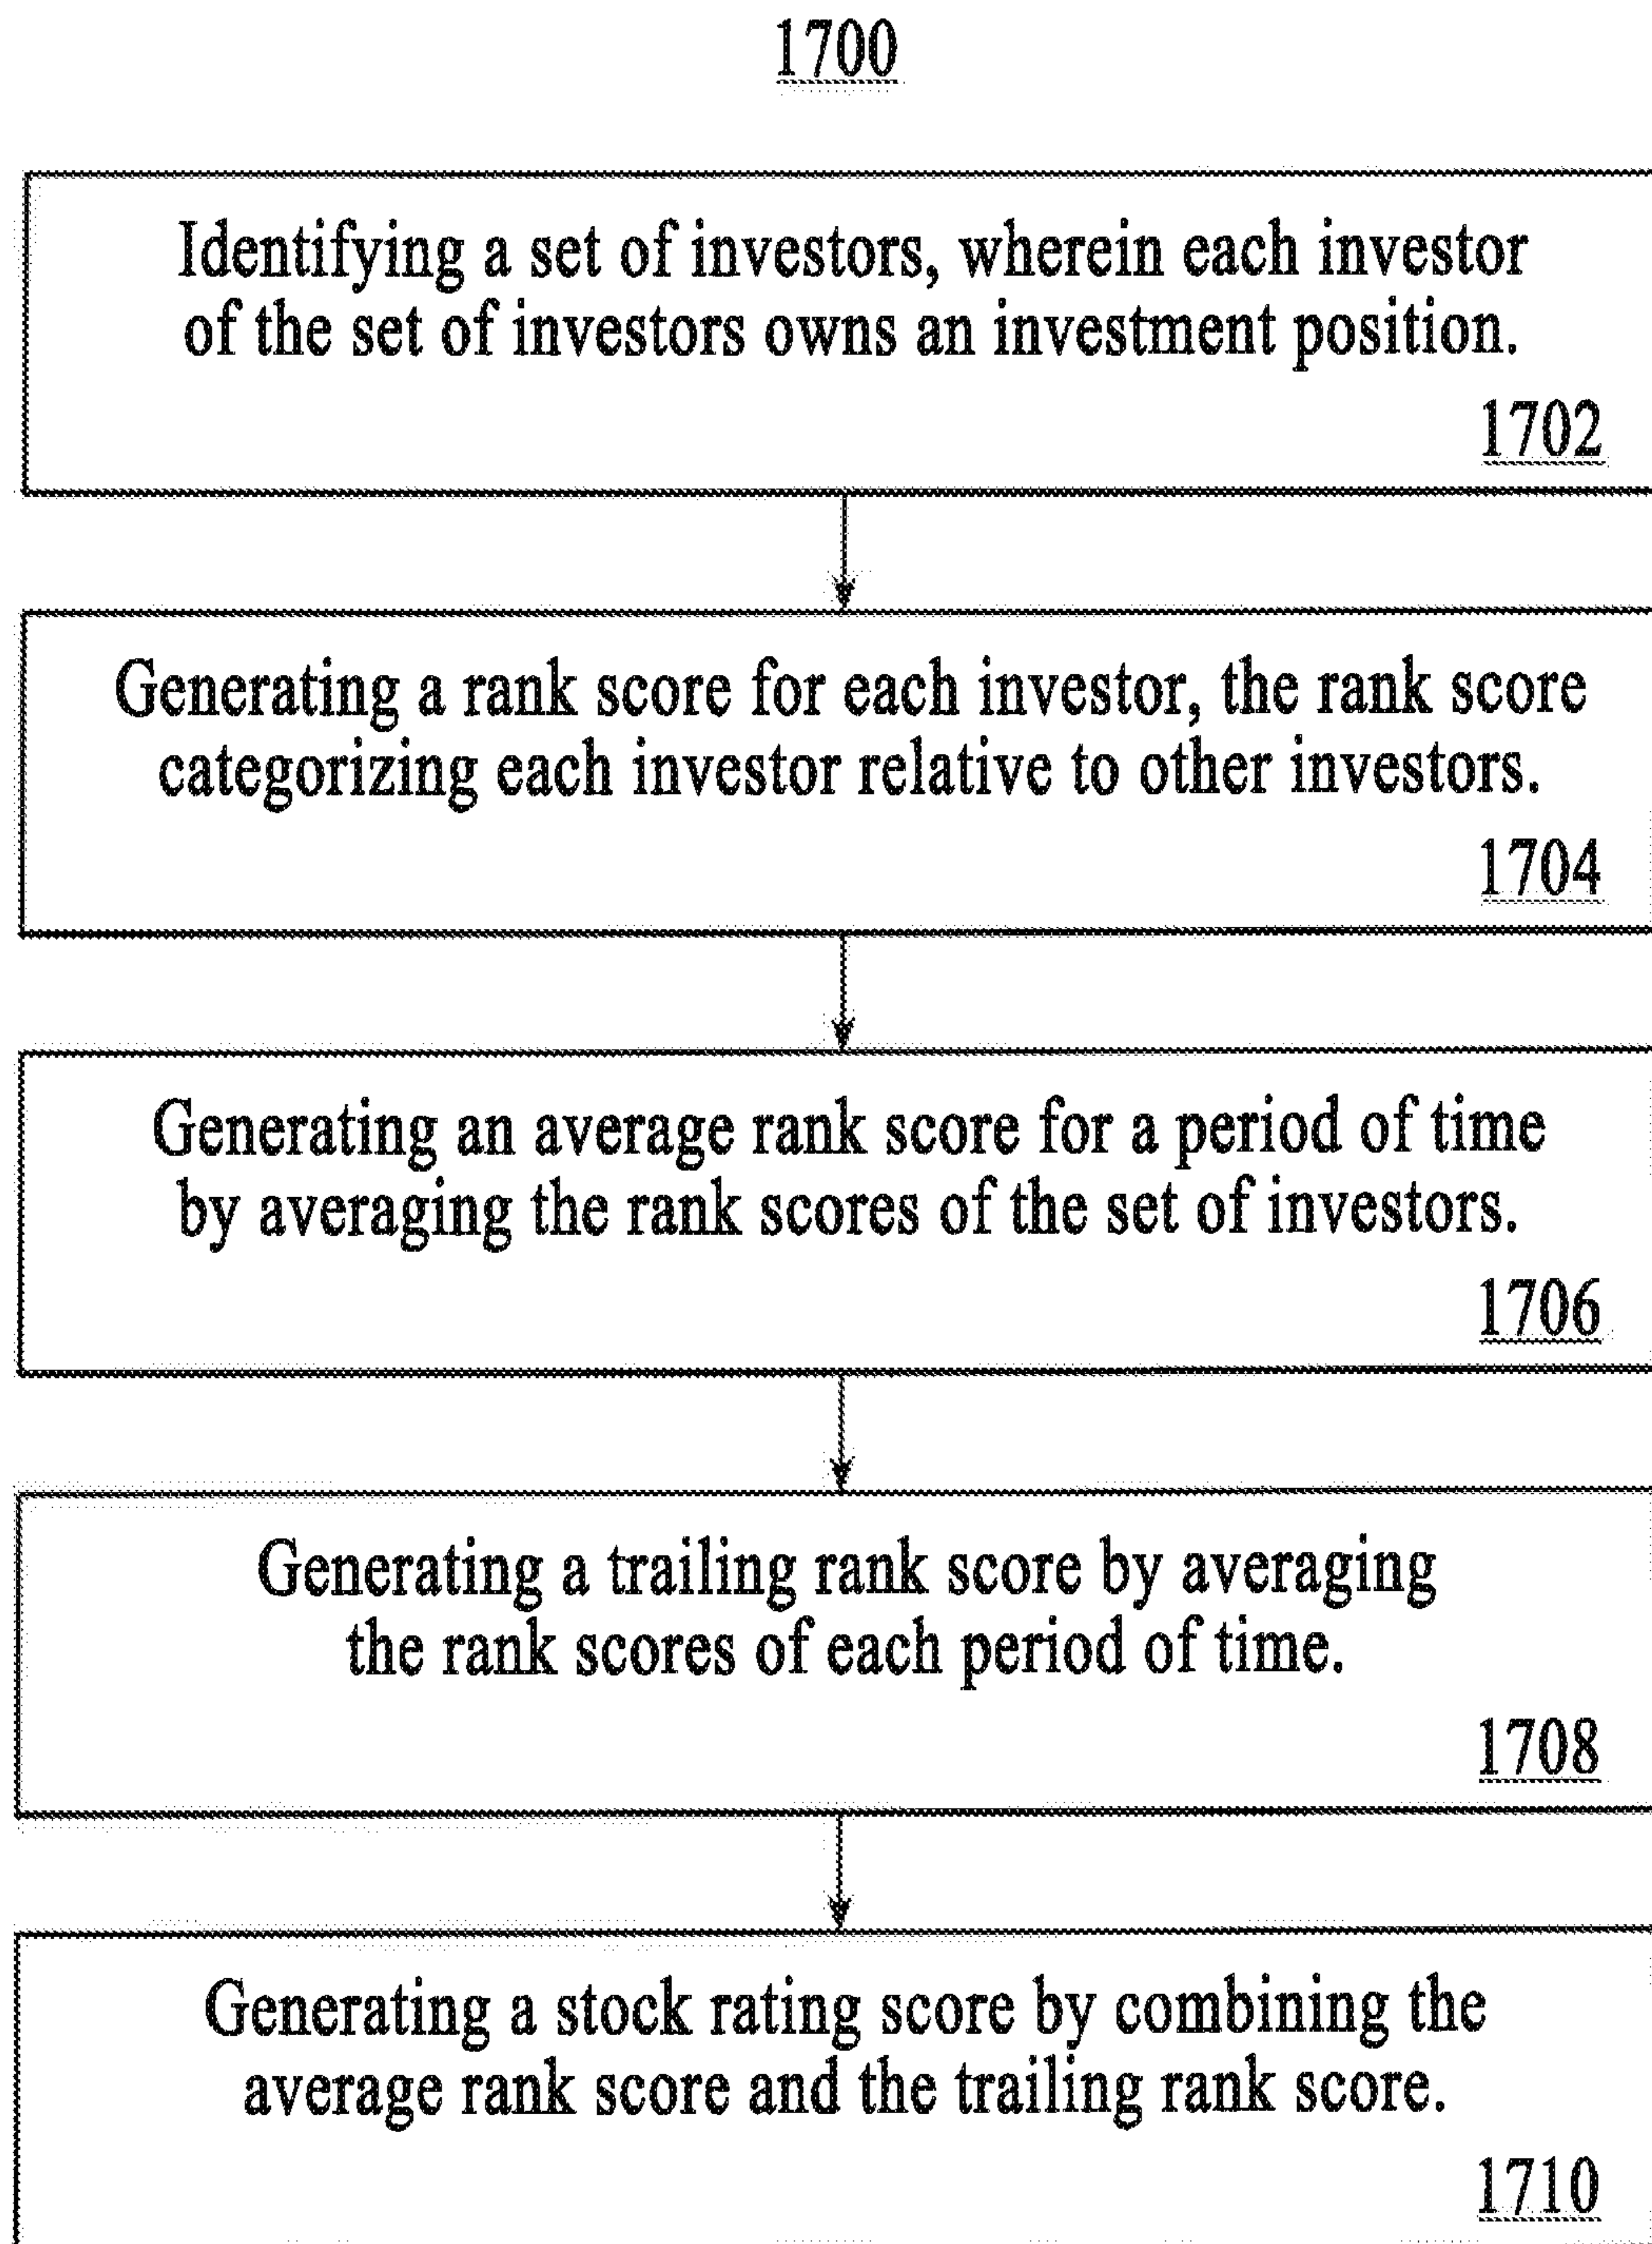 1700
Identifying a set of investors, wherein each investor
of the set of investors owns an investment position.
1702
Generating a rank score for each investor, the rank score
categorizing each investor relative to other investors.
1704
Generating an average rank score for a period of time
by averaging the rank scores of the set of investors.
1706
Generating a trailing rank score by averaging
the rank scores of each period of time.
1708
Generating a stock rating score by combining the
average rank score and the trailing rank score.
1710